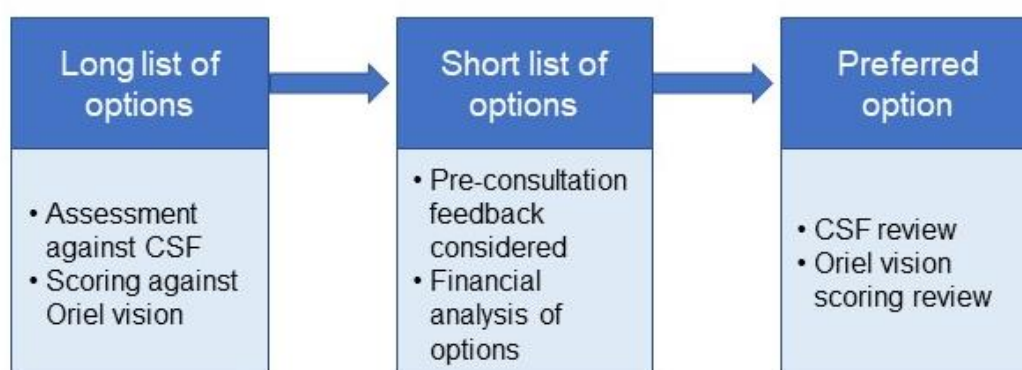 Long list of
options
• Assessment
against CSF
• Scoring against
Oriel vision
Short list of
options
• Pre-consultation
feedback
considered
• Financial
analysis of
options
Preferred
option
• CSF review
• Oriel vision
scoring review